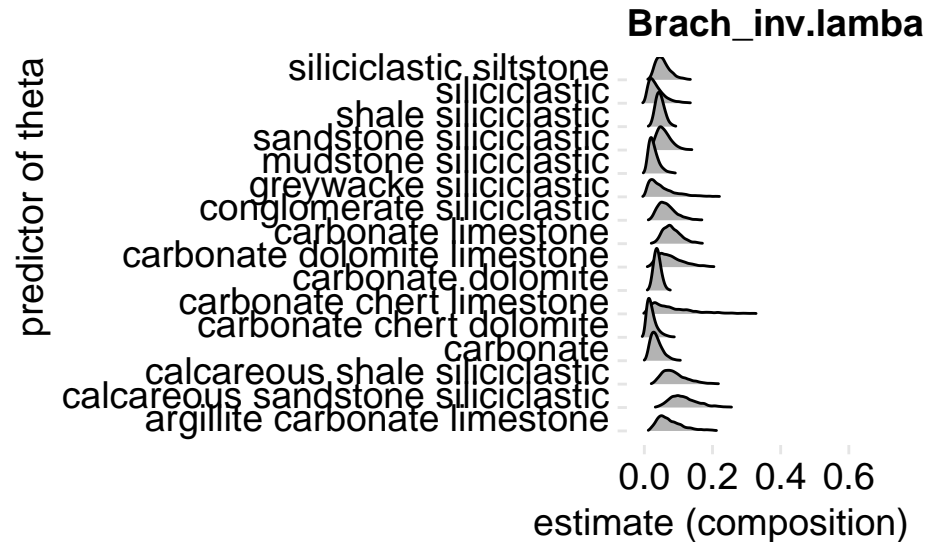 Brach_inv.lamba
predictor of theta
siliciclastic siltstone
siliciclastic
shale siliciclastic
sandstone siliciclastic
mudstone siliciclastic
greywacke siliciclastic
conglomerate siliciclastic
carbonate limestone
carbonate dolomite limestone
carbonate dolomite
carbonate chert limestone
carbonate chert dolomite
carbonate
calcareous shale siliciclastic
calcareous sandstone siliciclastic
argillite carbonate limestone
0.0 0.2 0.4 0.6
estimate (composition)